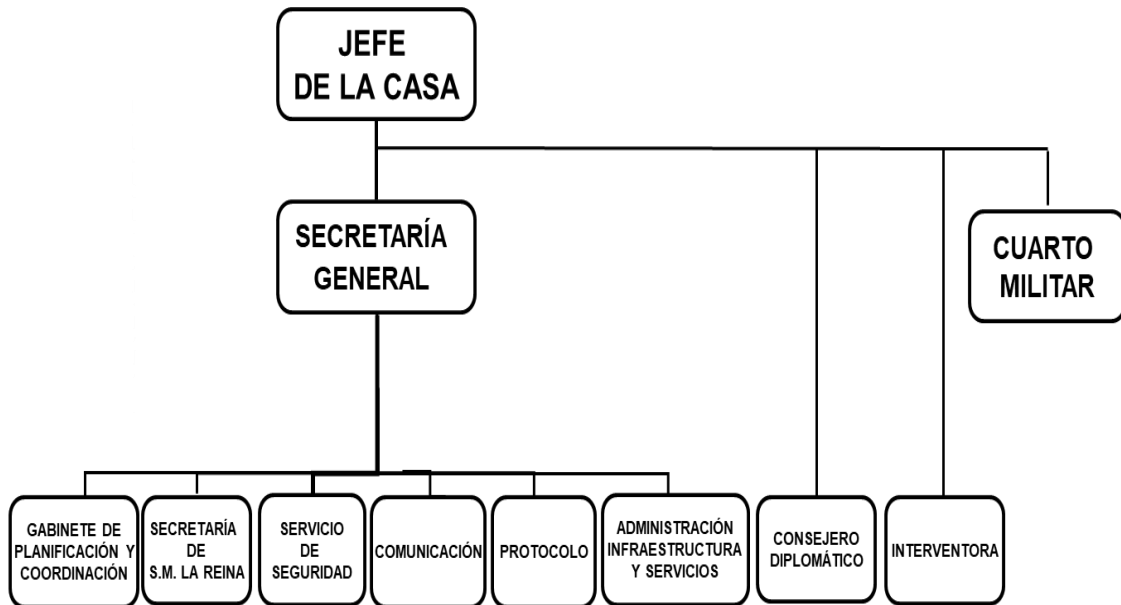 JEFE
DE LA CASA
SECRETARÍA
GENERAL
CUARTO
MILITAR
GABINETE DE
PLANIFICACIÓN Y
COORDINACIÓN
SECRETARÍA
DE
S.M. LA REINA
SERVICIO
DE
SEGURIDAD
COMUNICACIÓN
PROTOCOLO
ADMINISTRACIÓN
INFRAESTRUCTURA
Y SERVICIOS
CONSEJERO
DIPLOMÁTICO
INTERVENTORA